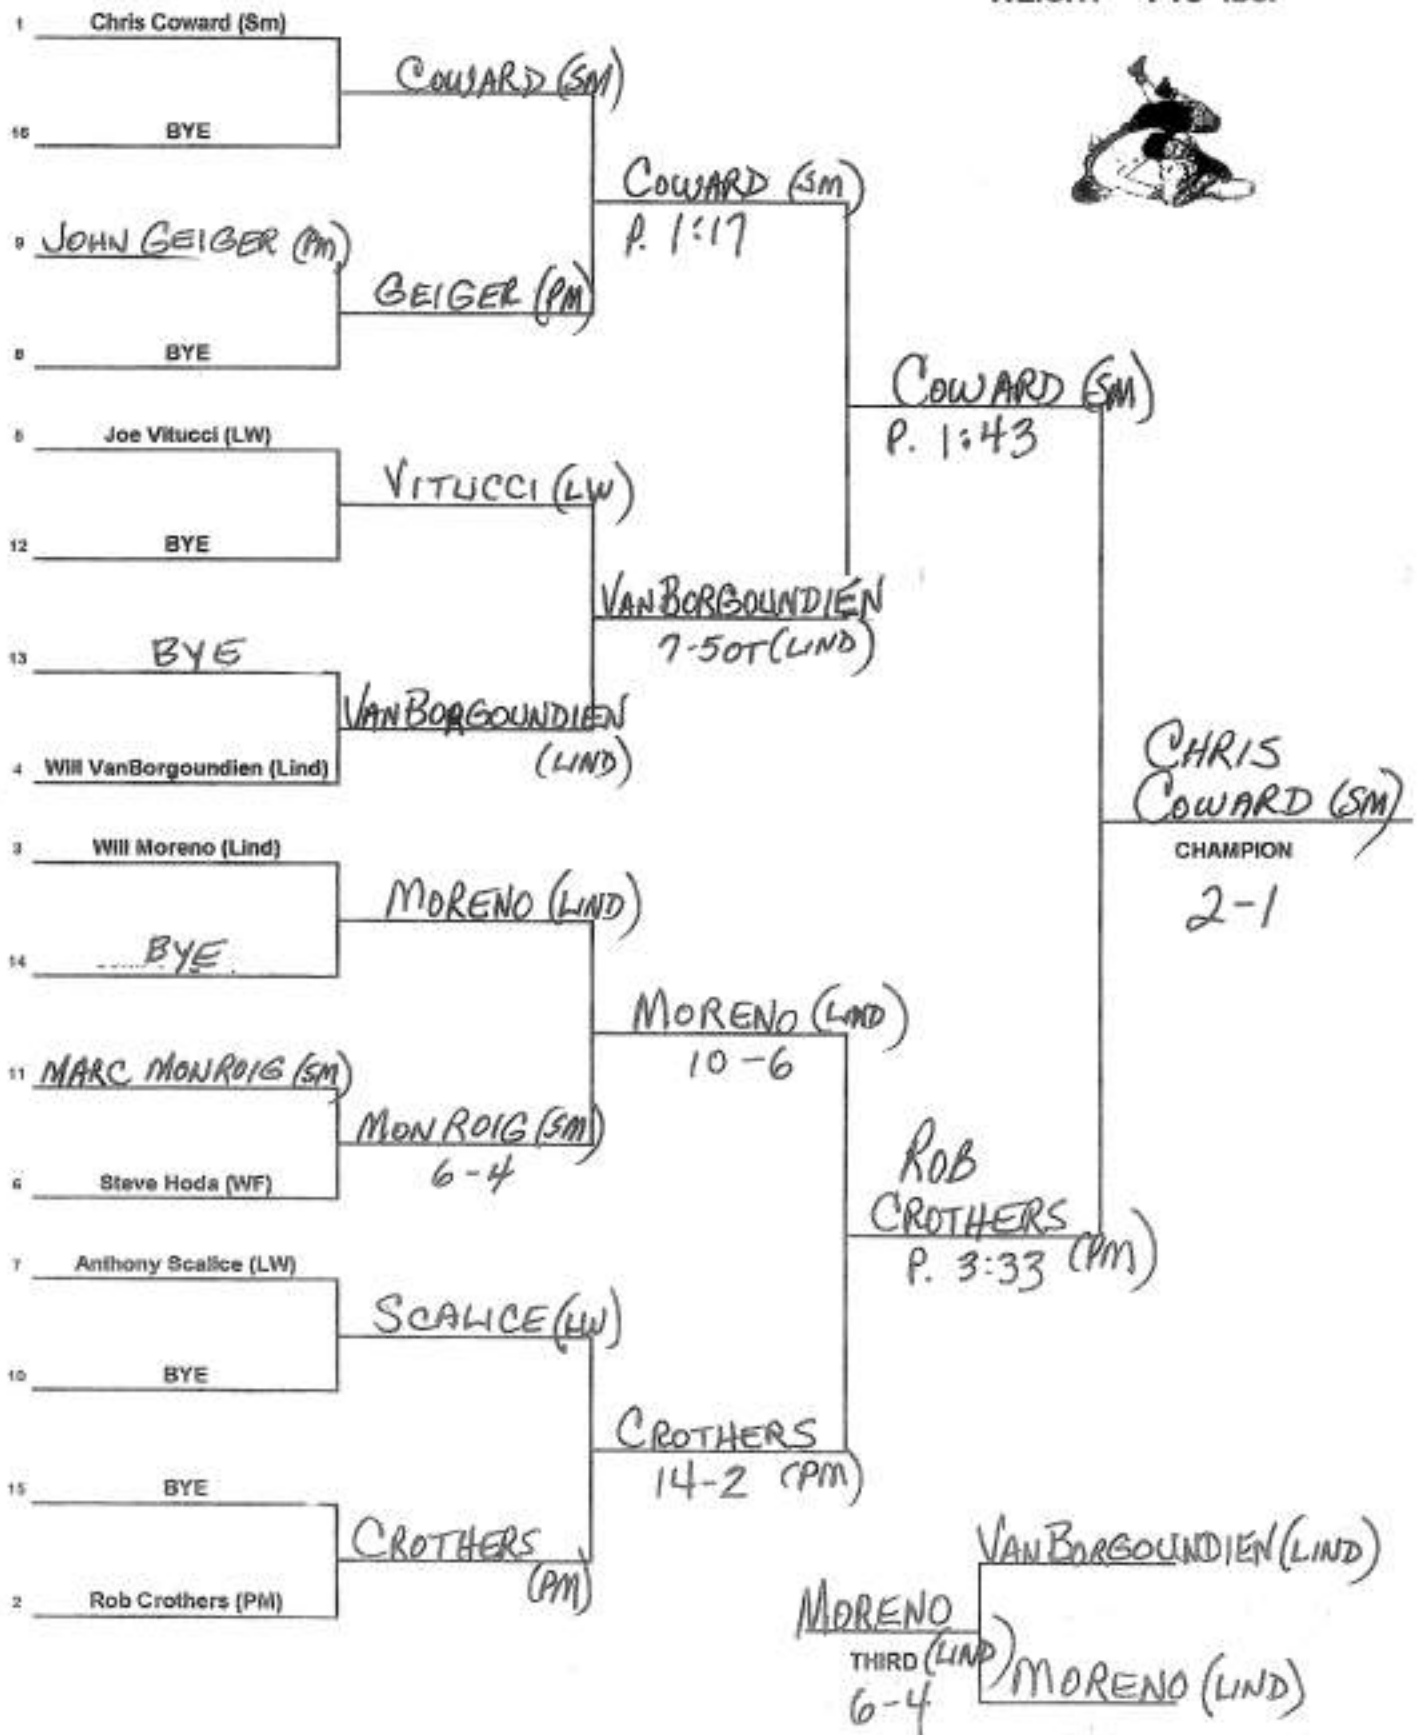 1 Chris Coward (Sm)
16 BYE
9 JOHN GEIGER (PM)
8 BYE
5 Joe Vitucci (LW)
12 BYE
13 BYE
4 Will VanBorgoundien (Lind)
3 Will Moreno (Lind)
14 BYE
11 MARC MONROIG (SM)
6 Steve Hoda (WF)
7 Anthony Scalice (LW)
10 BYE
15 BYE
2 Rob Crothers (PM)
COWARD (SM)
GEIGER (PM)
VITUCCI (LW)
VANBORGOUNDIEN
(LIND)
MORENO (LIND)
MONROIG (SM)
6-4
SCALICE (LW)
CROTHERS
(PM)
COWARD (SM)
P. 1:17
VANBORGOUNDIEN
7-5 OT (LIND)
MORENO (LIND)
10-6
CROTHERS
14-2 (PM)
COWARD (SM)
P. 1:43
ROB
CROTHERS
P. 3:33 (PM)
CHRIS
COWARD (SM)
CHAMPION
2-1
VANBORGOUNDIEN (LIND)
MORENO
THIRD (LIND)
6-4
MORENO (LIND)